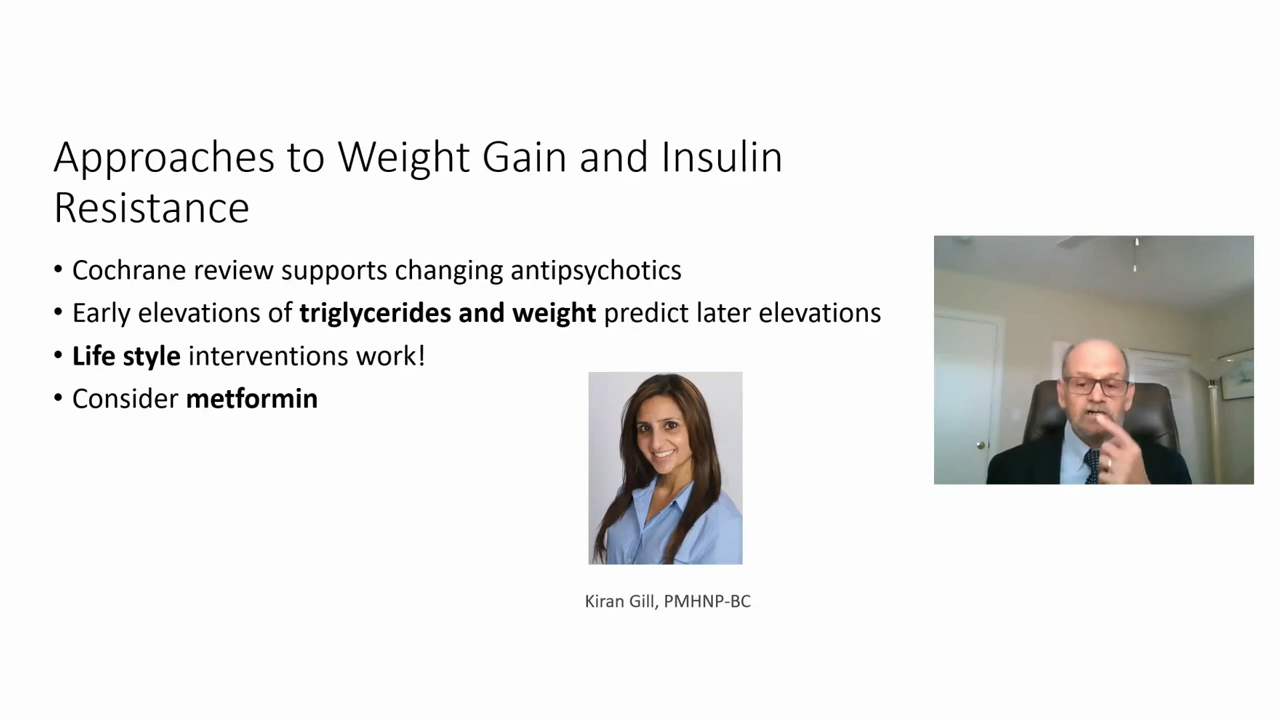 Approaches to Weight Gain and Insulin
Resistance
• Cochrane review supports changing antipsychotics
• Early elevations of triglycerides and weight predict later elevations
• Life style interventions work!
• Consider metformin
Kiran Gill, PMHNP-BC